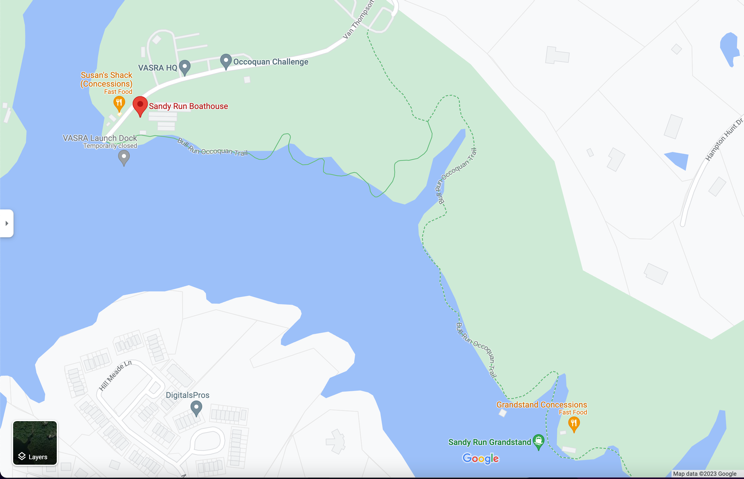 Van Thompson
VASRA HQ
Occoquan Challenge
Susan's Shack
(Concessions)
Fast Food
Sandy Run Boathouse
VASRA Launch Dock
Temporarily closed
Bull Run Occoquan Trail
Bull Run Occoquan Trail
Hampton Hunt Dr
Bull Run Occoquan Trail
Hill Meade Ln
DigitalsPros
Grandstand Concessions
Fast Food
Sandy Run Grandstand
Layers
Google
Map data ©2023 Google